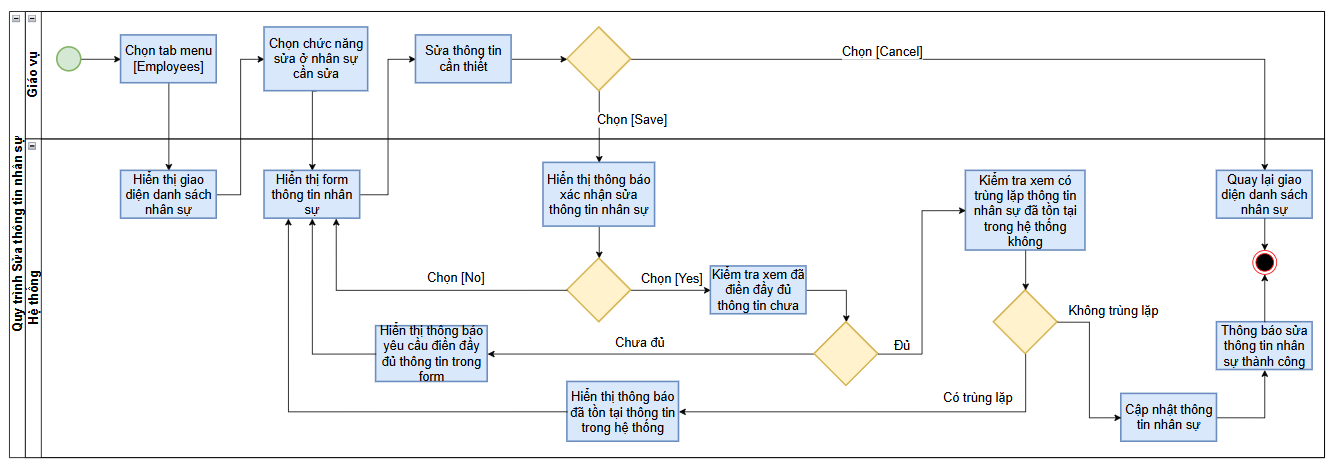 Quy trình Sửa thông tin nhân sự
Giáo vụ
Chọn tab menu
[Employees]
Chọn chức năng
sửa ở nhân sự
cần sửa
Sửa thông tin
cần thiết
Chọn [Cancel]
Chọn [Save]
Hệ thống
Hiển thị giao
diện danh sách
nhân sự
Hiển thị form
thông tin nhân
sự
Hiển thị thông báo
xác nhận sửa
thông tin nhân sự
Kiểm tra xem có
trùng lặp thông tin
nhân sự đã tồn tại
trong hệ thống
không
Quay lại giao
diện danh sách
nhân sự
Chọn [No]
Chọn [Yes]
Kiểm tra xem đã
điền đầy đủ
thông tin chưa
Không trùng lặp
Hiển thị thông báo
yêu cầu điền đầy
đủ thông tin trong
form
Chưa đủ
Đủ
Thông báo sửa
thông tin nhân
sự thành công
Hiển thị thông báo
đã tồn tại thông tin
trong hệ thống
Có trùng lặp
Cập nhật thông
tin nhân sự